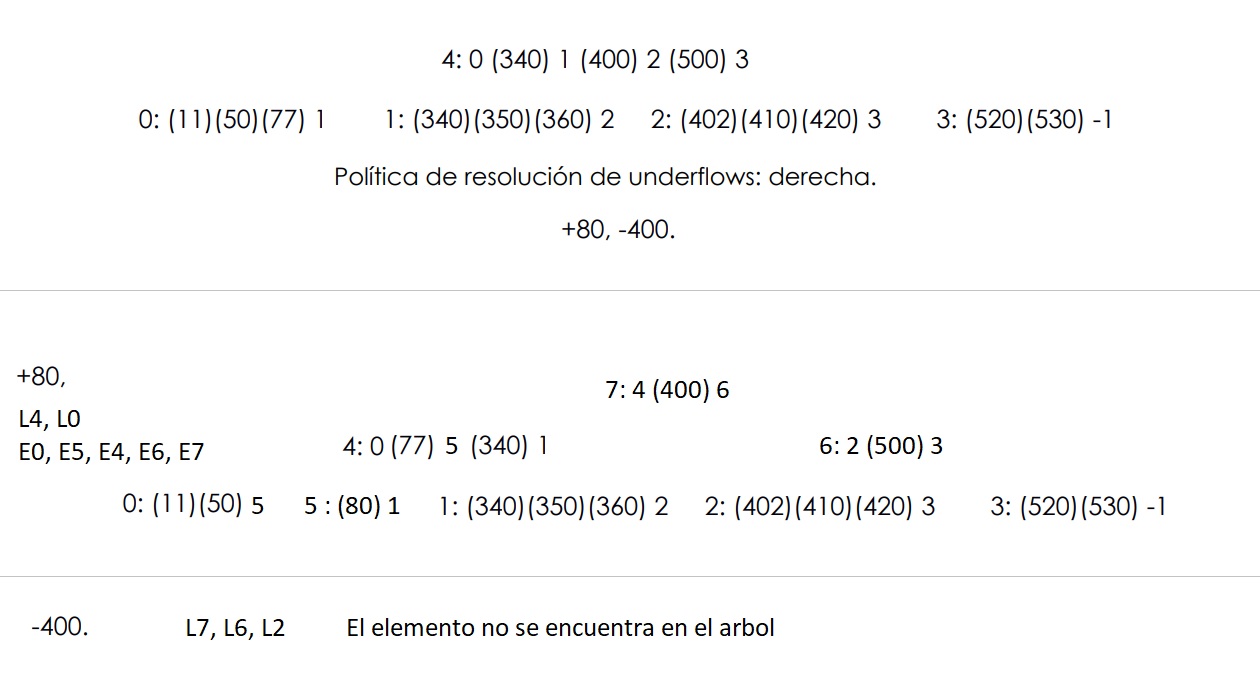 4: 0 (340) 1 (400) 2 (500) 3
0: (11)(50)(77) 1 1: (340)(350)(360) 2 2: (402)(410)(420) 3 3: (520)(530) -1
Política de resolución de underflows: derecha.
+80, -400.
+80,
7: 4 (400) 6
L4, L0
E0, E5, E4, E6, E7
4: 0 (77) 5 (340) 1 6: 2 (500) 3
0: (11)(50) 5 5 : (80) 1 1: (340)(350)(360) 2 2: (402)(410)(420) 3 3: (520)(530) -1
-400. L7, L6, L2 El elemento no se encuentra en el arbol